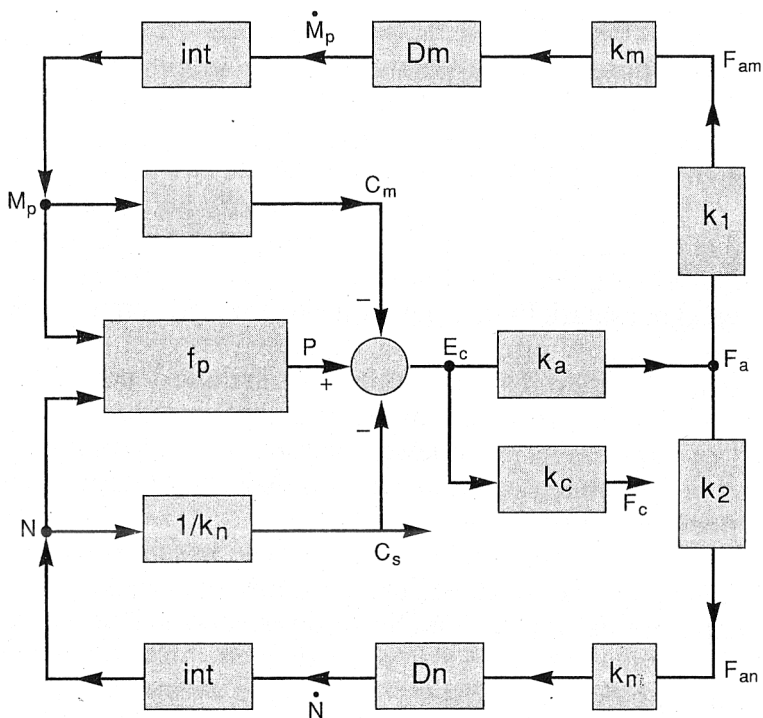 int
Ṁp
Dm
km
Fam
Mp
Cm
k1
fp
P
−
+
−
Ec
ka
Fa
kc
Fc
k2
N
1/kn
Cs
int
Ṅ
Dn
kn
Fan